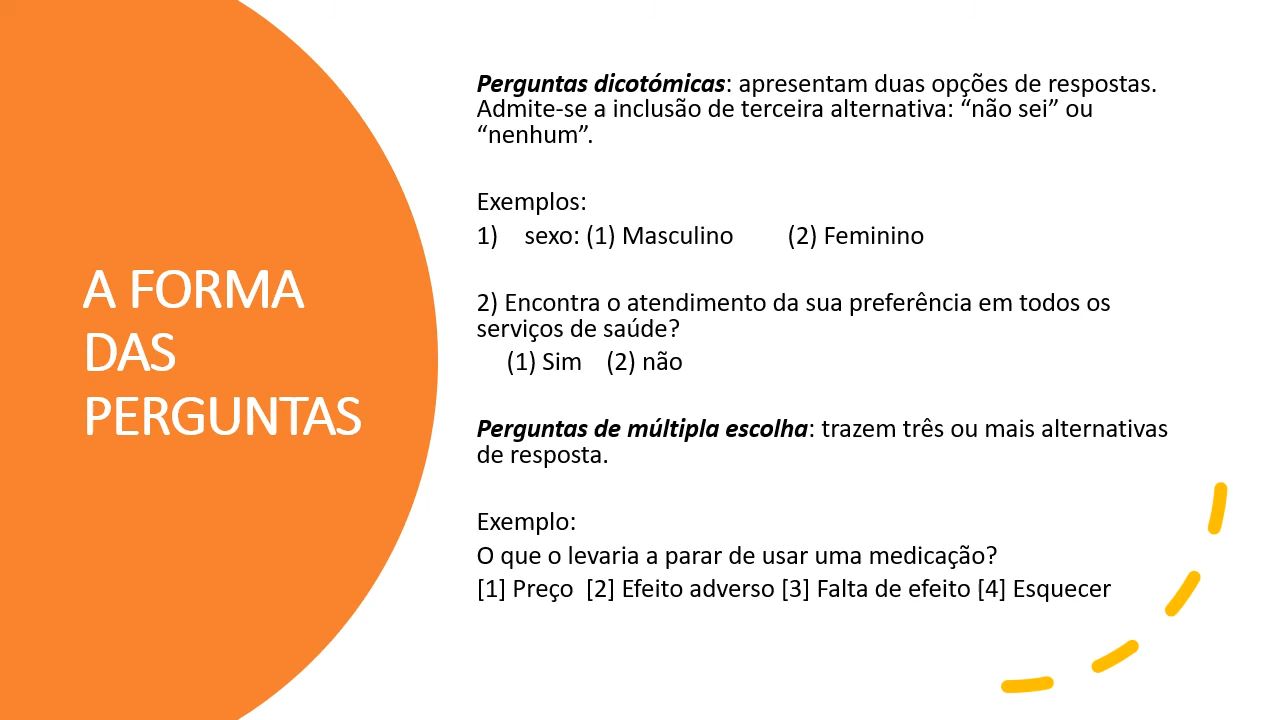 A FORMA
DAS
PERGUNTAS
Perguntas dicotómicas: apresentam duas opções de respostas.
Admite-se a inclusão de terceira alternativa: “não sei” ou
“nenhum”.
Exemplos:
1) sexo: (1) Masculino (2) Feminino
2) Encontra o atendimento da sua preferência em todos os
serviços de saúde?
(1) Sim (2) não
Perguntas de múltipla escolha: trazem três ou mais alternativas
de resposta.
Exemplo:
O que o levaria a parar de usar uma medicação?
[1] Preço [2] Efeito adverso [3] Falta de efeito [4] Esquecer